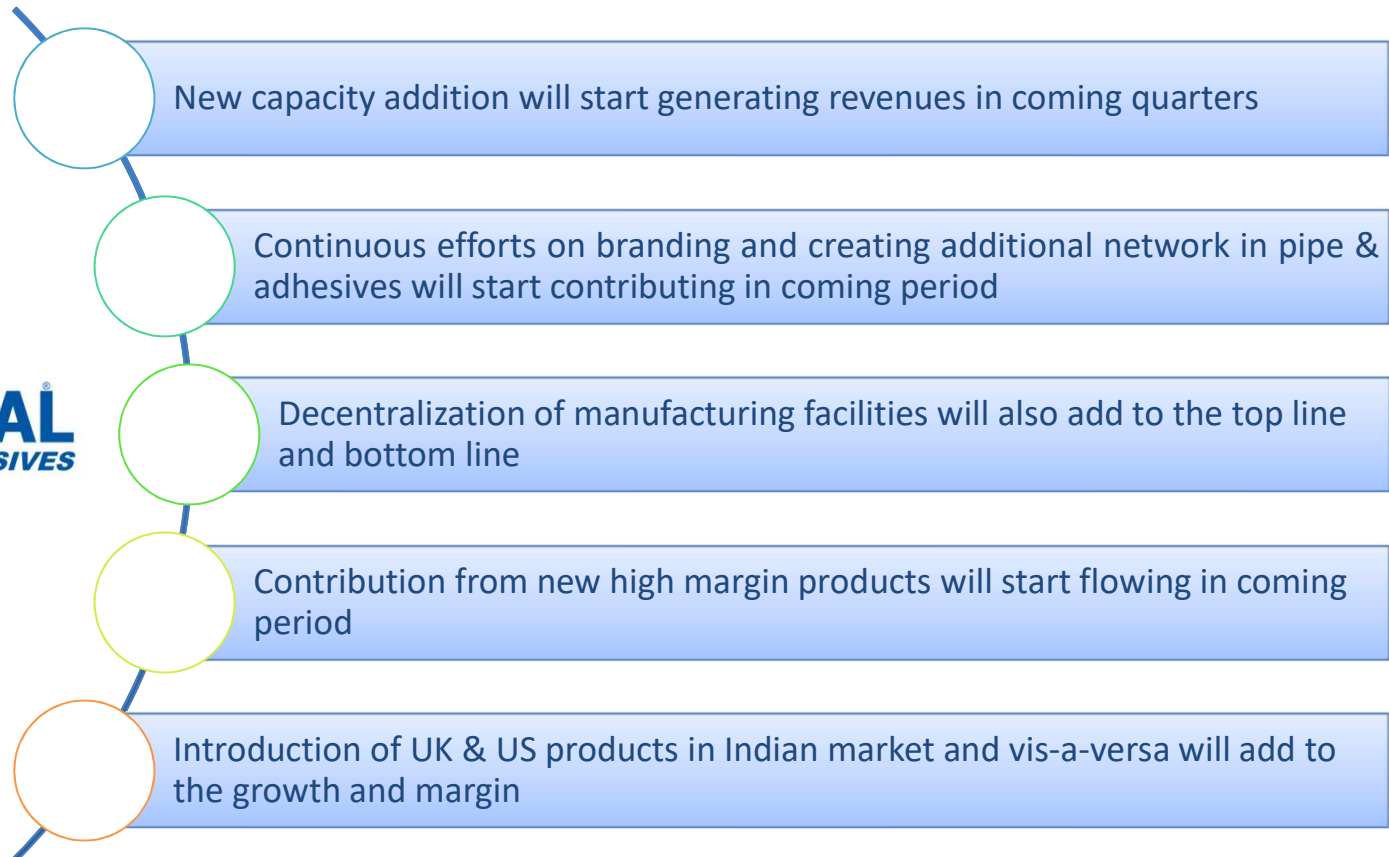 New capacity addition will start generating revenues in coming quarters
Continuous efforts on branding and creating additional network in pipe &
adhesives will start contributing in coming period
AL®
SIVES
Decentralization of manufacturing facilities will also add to the top line
and bottom line
Contribution from new high margin products will start flowing in coming
period
Introduction of UK & US products in Indian market and vis-a-versa will add to
the growth and margin